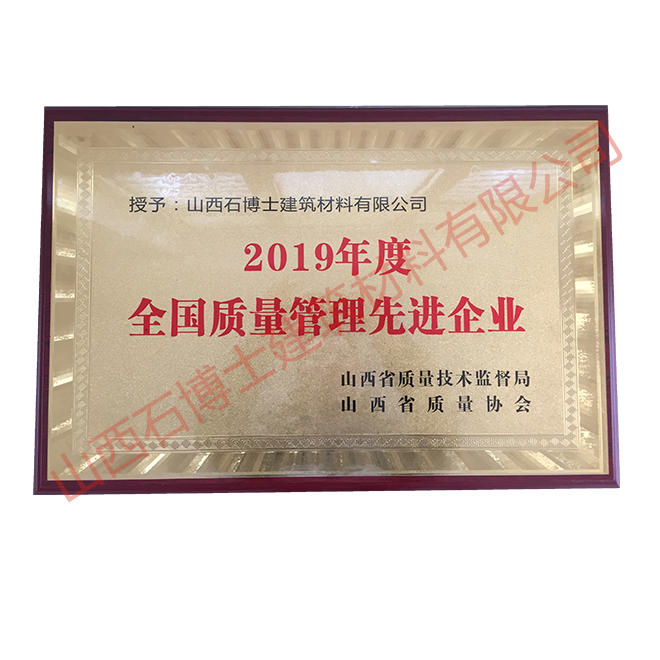 授予：山西石博士建筑材料有限公司
2019年度
全国质量管理先进企业
山西省质量技术监督局
山西省质量协会
山西石博士建筑材料有限公司